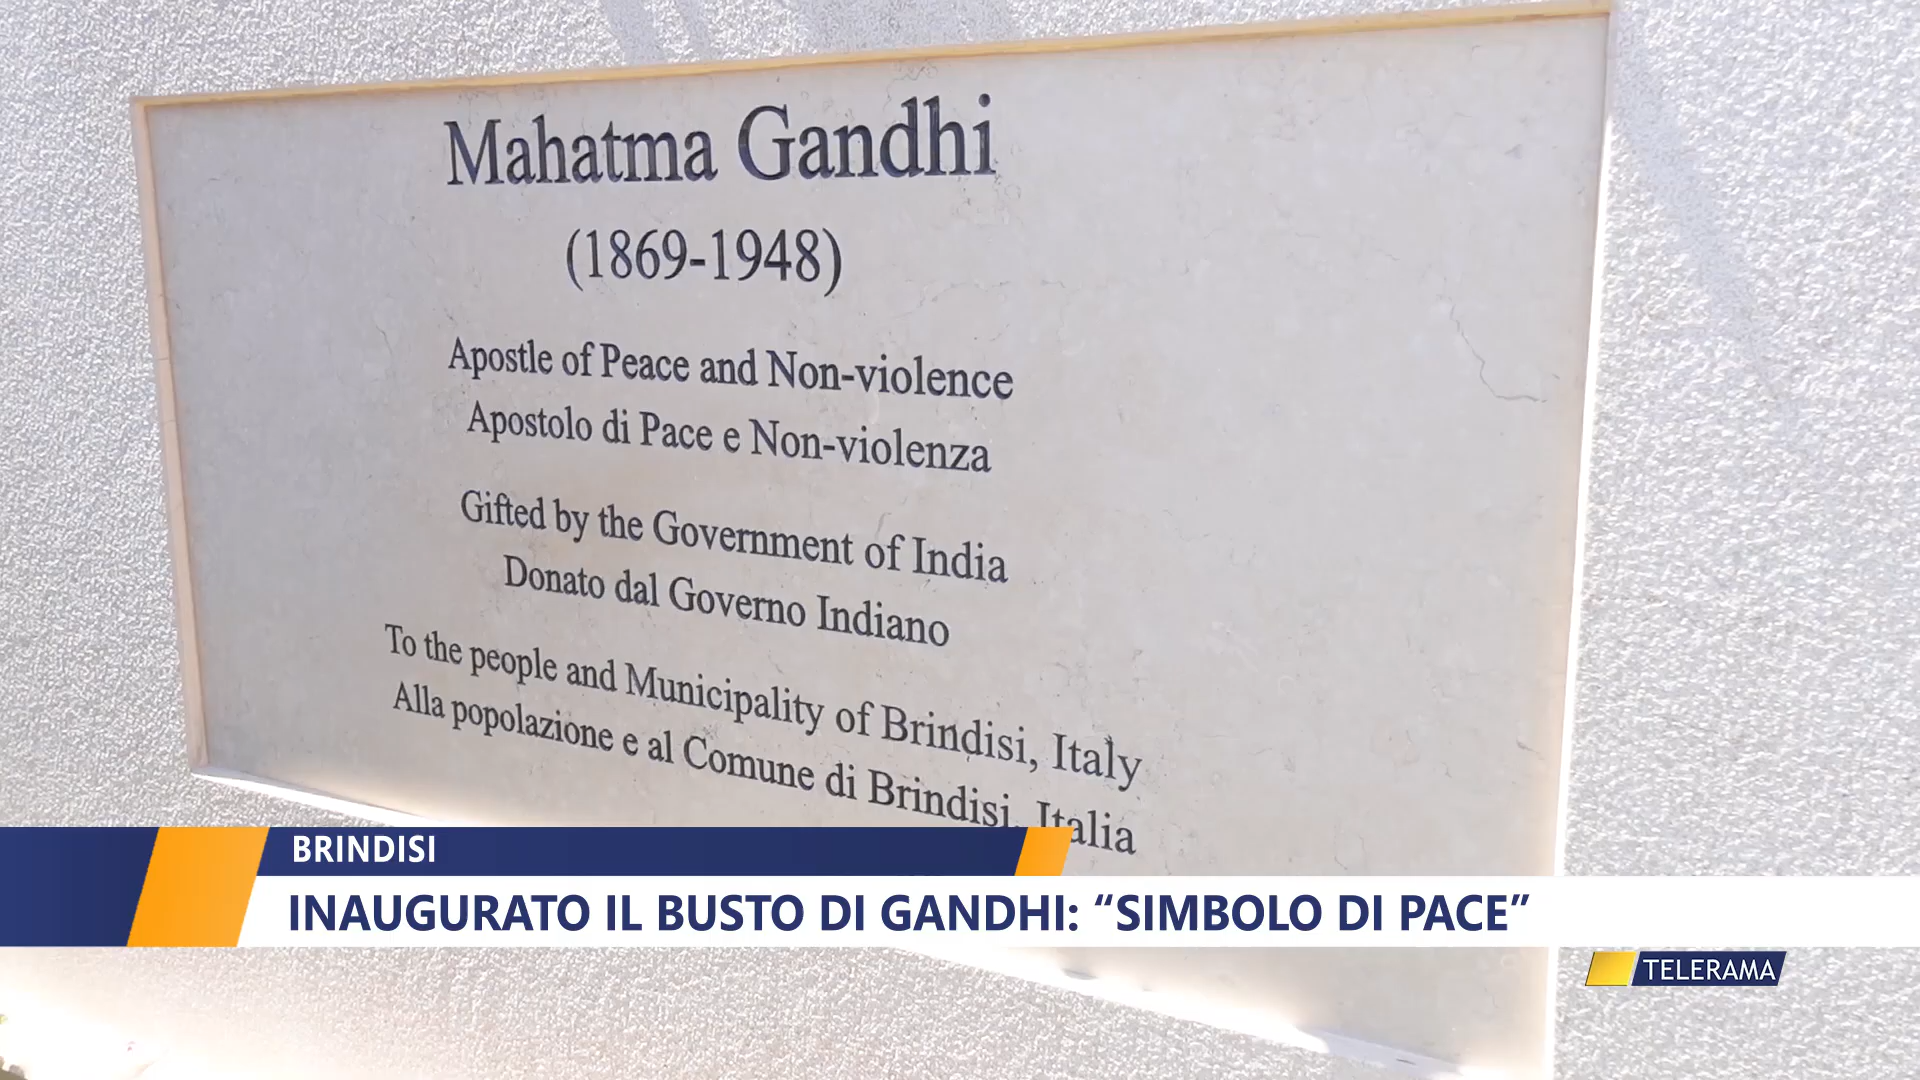 Mahatma Gandhi
(1869-1948)
Apostle of Peace and Non-violence
Apostolo di Pace e Non-violenza
Gifted by the Government of India
Donato dal Governo Indiano
To the people and Municipality of Brindisi, Italy
Alla popolazione e al Comune di Brindisi, Italia
BRINDISI
INAUGURATO IL BUSTO DI GANDHI: “SIMBOLO DI PACE”
TELERAMA